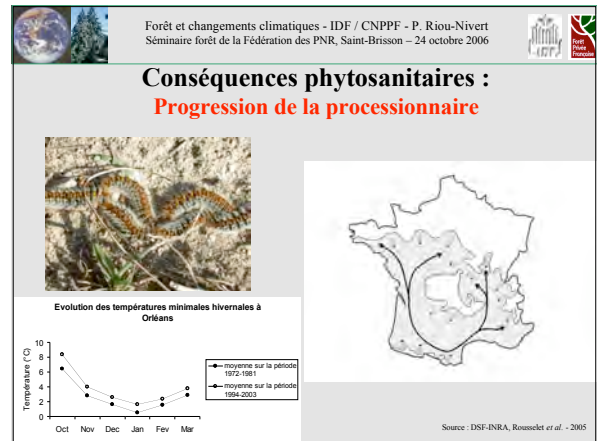 Forêt et changements climatiques - IDF / CNPPF - P. Riou-Nivert
Séminaire forêt de la Fédération des PNR, Saint-Brisson – 24 octobre 2006
Forêt
Privée
Française
Conséquences phytosanitaires :
Progression de la processionnaire
Evolution des températures minimales hivernales à
Orléans
Température (°C)
10
8
6
4
2
0
Oct Nov Dec Jan Fev Mar
moyenne sur la période
1972-1981
moyenne sur la période
1994-2003
Source : DSF-INRA, Rousselet et al. - 2005